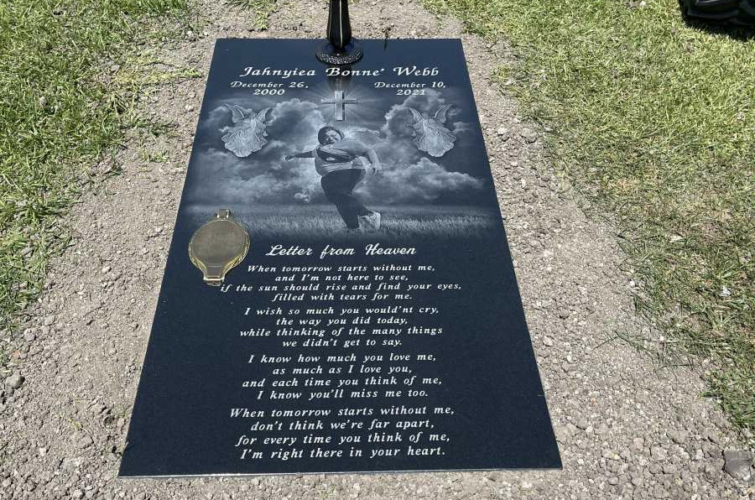 Jahnyiea 'Bonne' Webb
December 26, 2000
December 10, 2021
Letter from Heaven
When tomorrow starts without me,
and I'm not here to see,
if the sun should rise and find your eyes,
filled with tears for me.
I wish so much you would'nt cry,
the way you did today,
while thinking of the many things
we didn't get to say.
I know how much you love me,
as much as I love you,
and each time you think of me,
I know you'll miss me too.
When tomorrow starts without me,
don't think we're far apart,
for every time you think of me,
I'm right there in your heart.